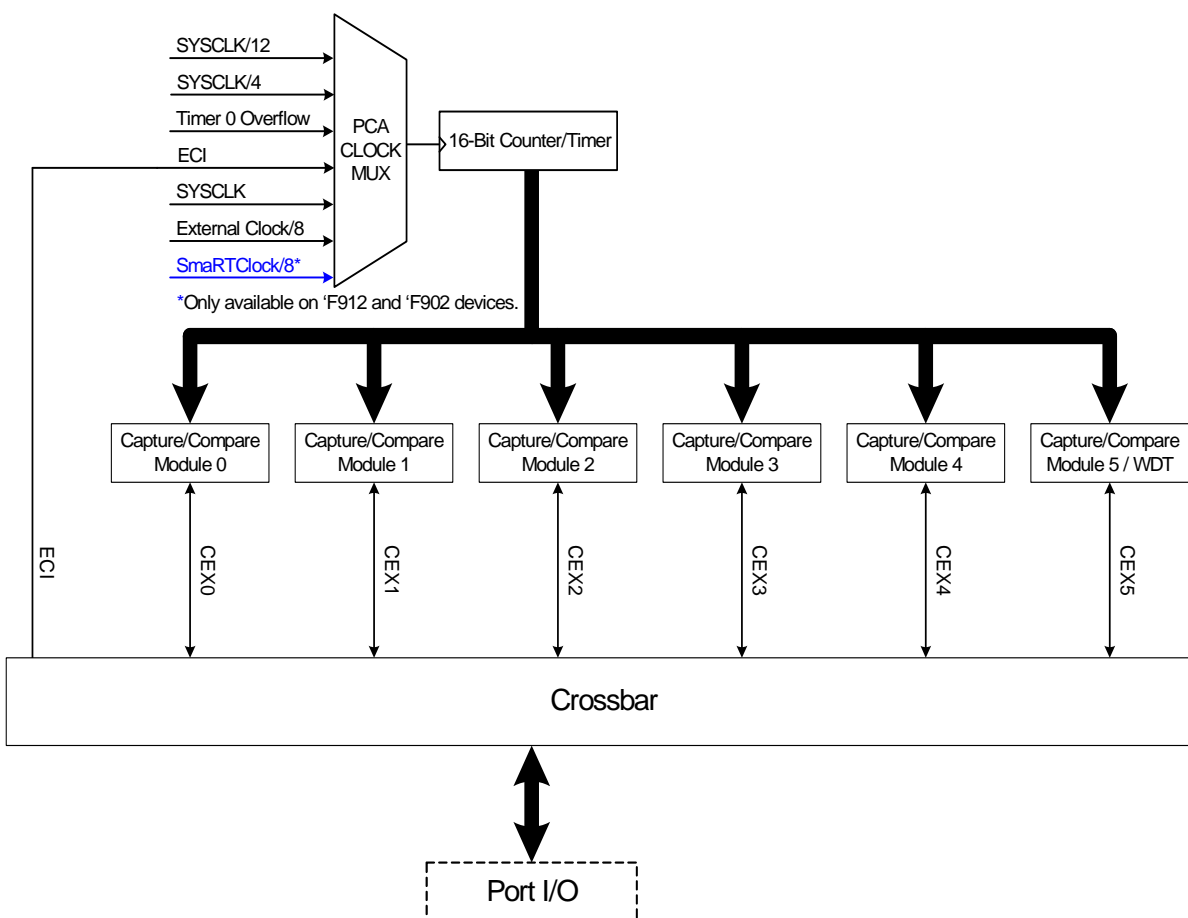 SYSCLK/12
SYSCLK/4
Timer 0 Overflow
ECI
SYSCLK
External Clock/8
SmaRTClock/8*
PCA
CLOCK
MUX
16-Bit Counter/Timer
*Only available on ‘F912 and ‘F902 devices.
Capture/Compare
Module 0
Capture/Compare
Module 1
Capture/Compare
Module 2
Capture/Compare
Module 3
Capture/Compare
Module 4
Capture/Compare
Module 5 / WDT
ECI
CEX0
CEX1
CEX2
CEX3
CEX4
CEX5
Crossbar
Port I/O